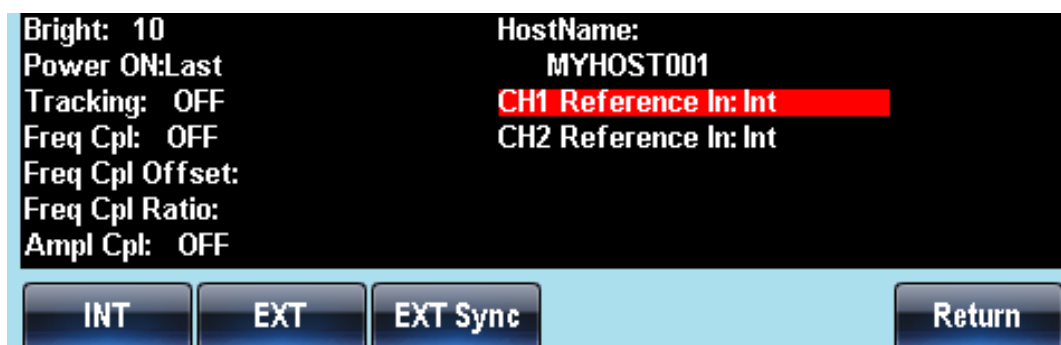 Bright: 10
Power ON:Last
Tracking: OFF
Freq Cpl: OFF
Freq Cpl Offset:
Freq Cpl Ratio:
Ampl Cpl: OFF
HostName:
MYHOST001
CH1 Reference In: Int
CH2 Reference In: Int
INT
EXT
EXT Sync
Return